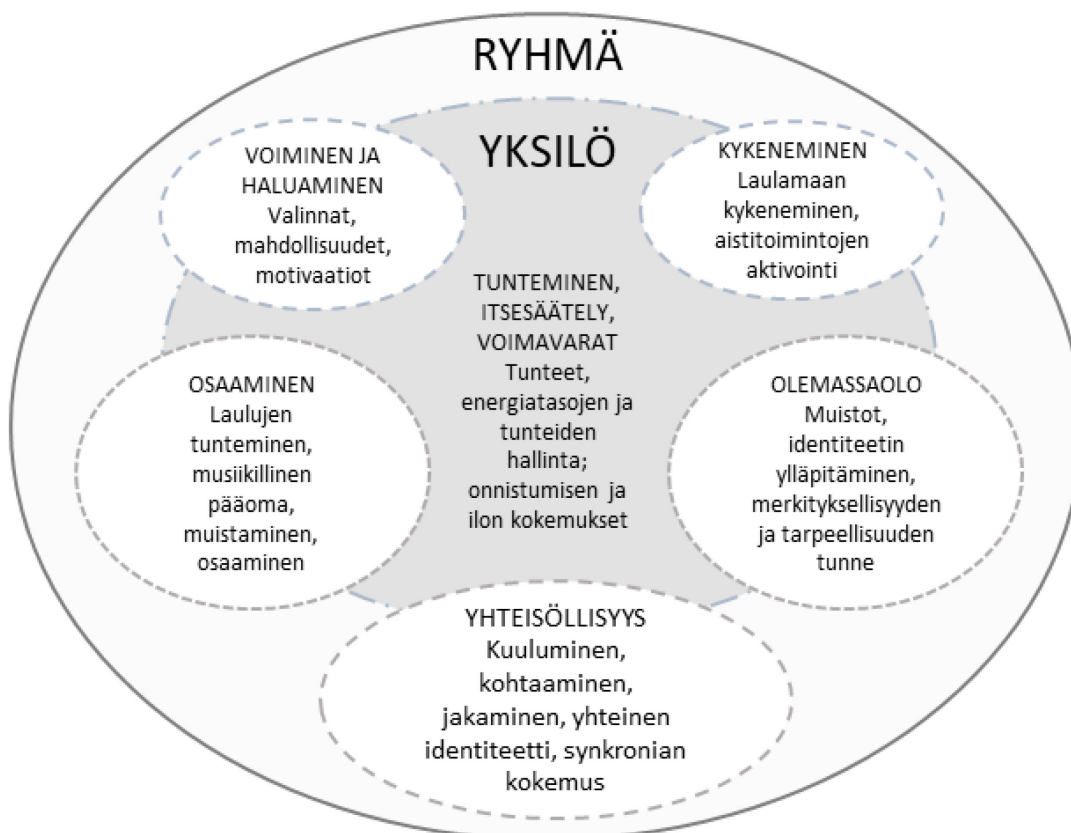 RYHMÄ
YKSILÖ
VOIMINEN JA
HALUAMINEN
Valinnat,
mahdollisuudet,
motivaatiot
KYKENEMINEN
Laulamaan
kykeneminen,
aistitoimintojen
aktivointi
TUNTEMINEN,
ITSESÄÄTELY,
VOIMAVARAT
Tunteet,
energiatasojen ja
tunteiden
hallinta;
onnistumisen ja
ilon kokemukset
OSAAMINEN
Laulujen
tunteminen,
musiikillinen
pääoma,
muistaminen,
osaaminen
OLEMASSAOLO
Muistot,
identiteetin
ylläpitäminen,
merkityksellisyyden
ja tarpeellisuuden
tunne
YHTEISÖLLISYYS
Kuuluminen,
kohtaaminen,
jakaminen, yhteinen
identiteetti, synkronian
kokemus